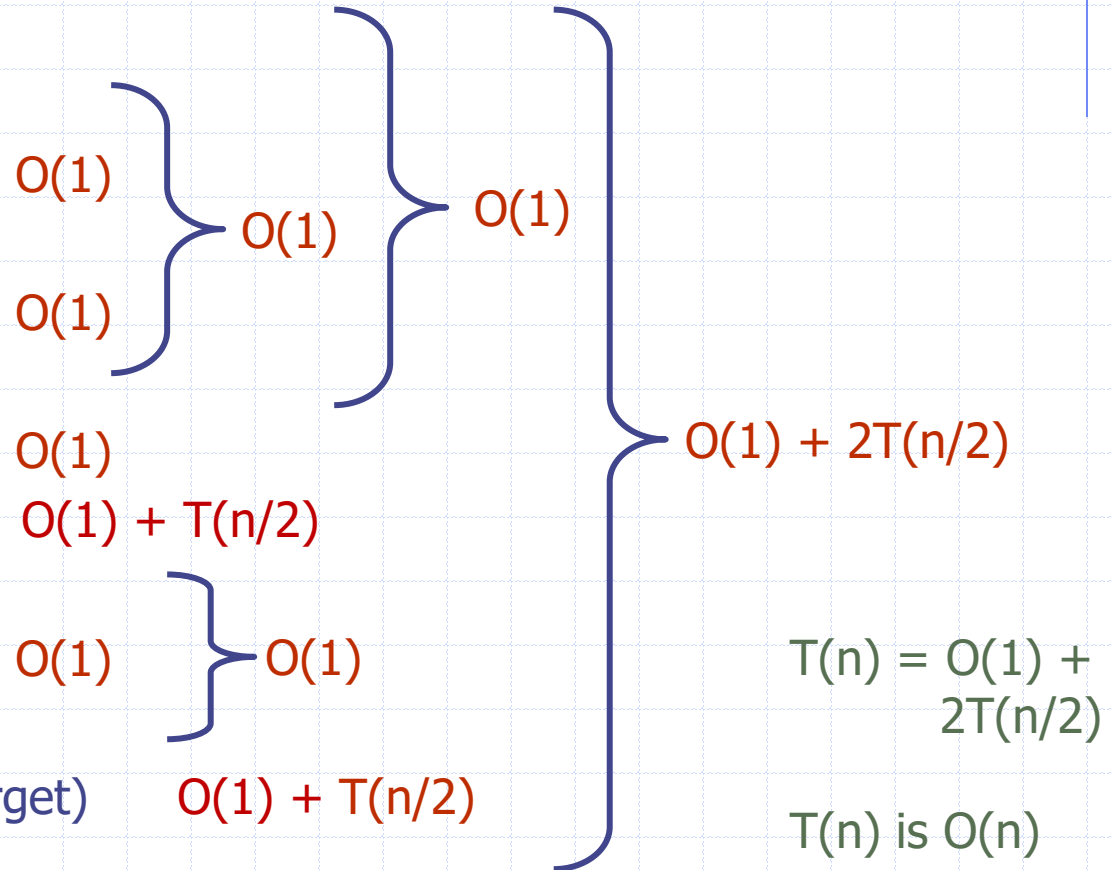 O(1)
O(1)
O(1)
O(1)
O(1)
O(1) + 2T(n/2)
O(1)
O(1) + T(n/2)
O(1)
O(1)
T(n) = O(1) +
2T(n/2)
rget) O(1) + T(n/2)
T(n) is O(n)